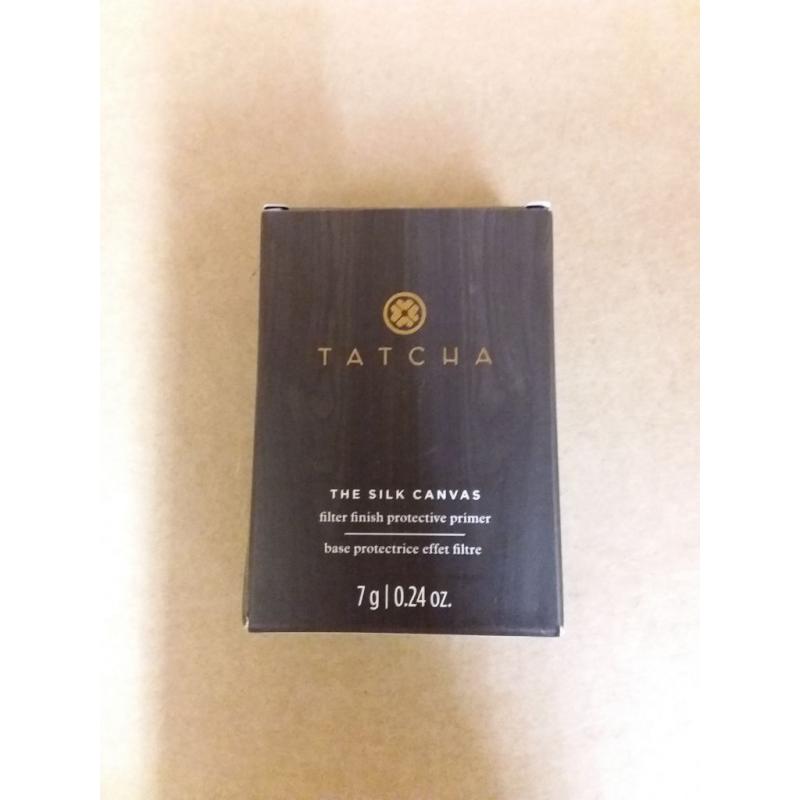 TATCHA
THE SILK CANVAS
filter finish protective primer
base protectrice effet filtre
7 g | 0.24 oz.